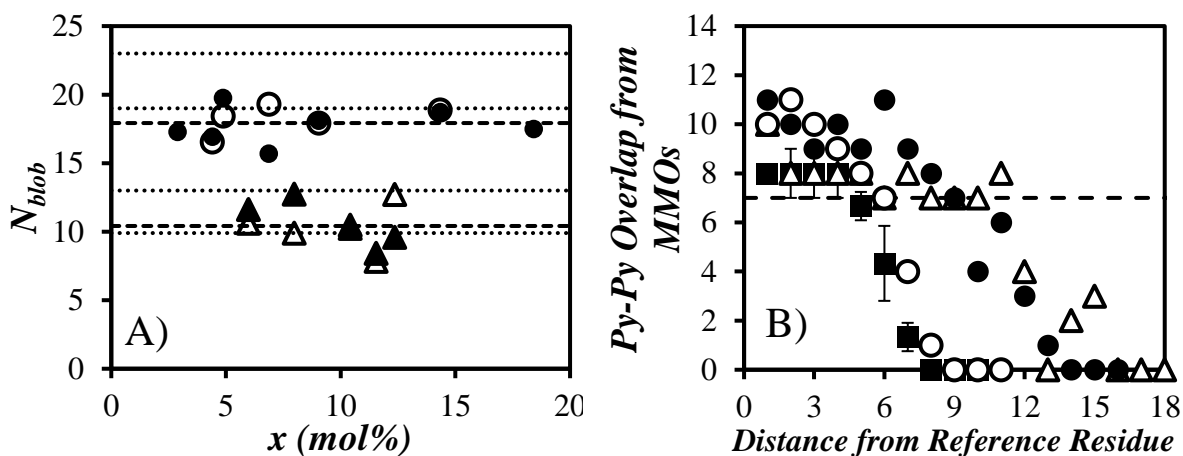 25
20
15
10
5
0
N_blob
A)
0 5 10 15 20
x (mol%)
14
12
10
8
6
4
2
0
Py-Py Overlap from
MMOs
B)
0 3 6 9 12 15 18
Distance from Reference Residue